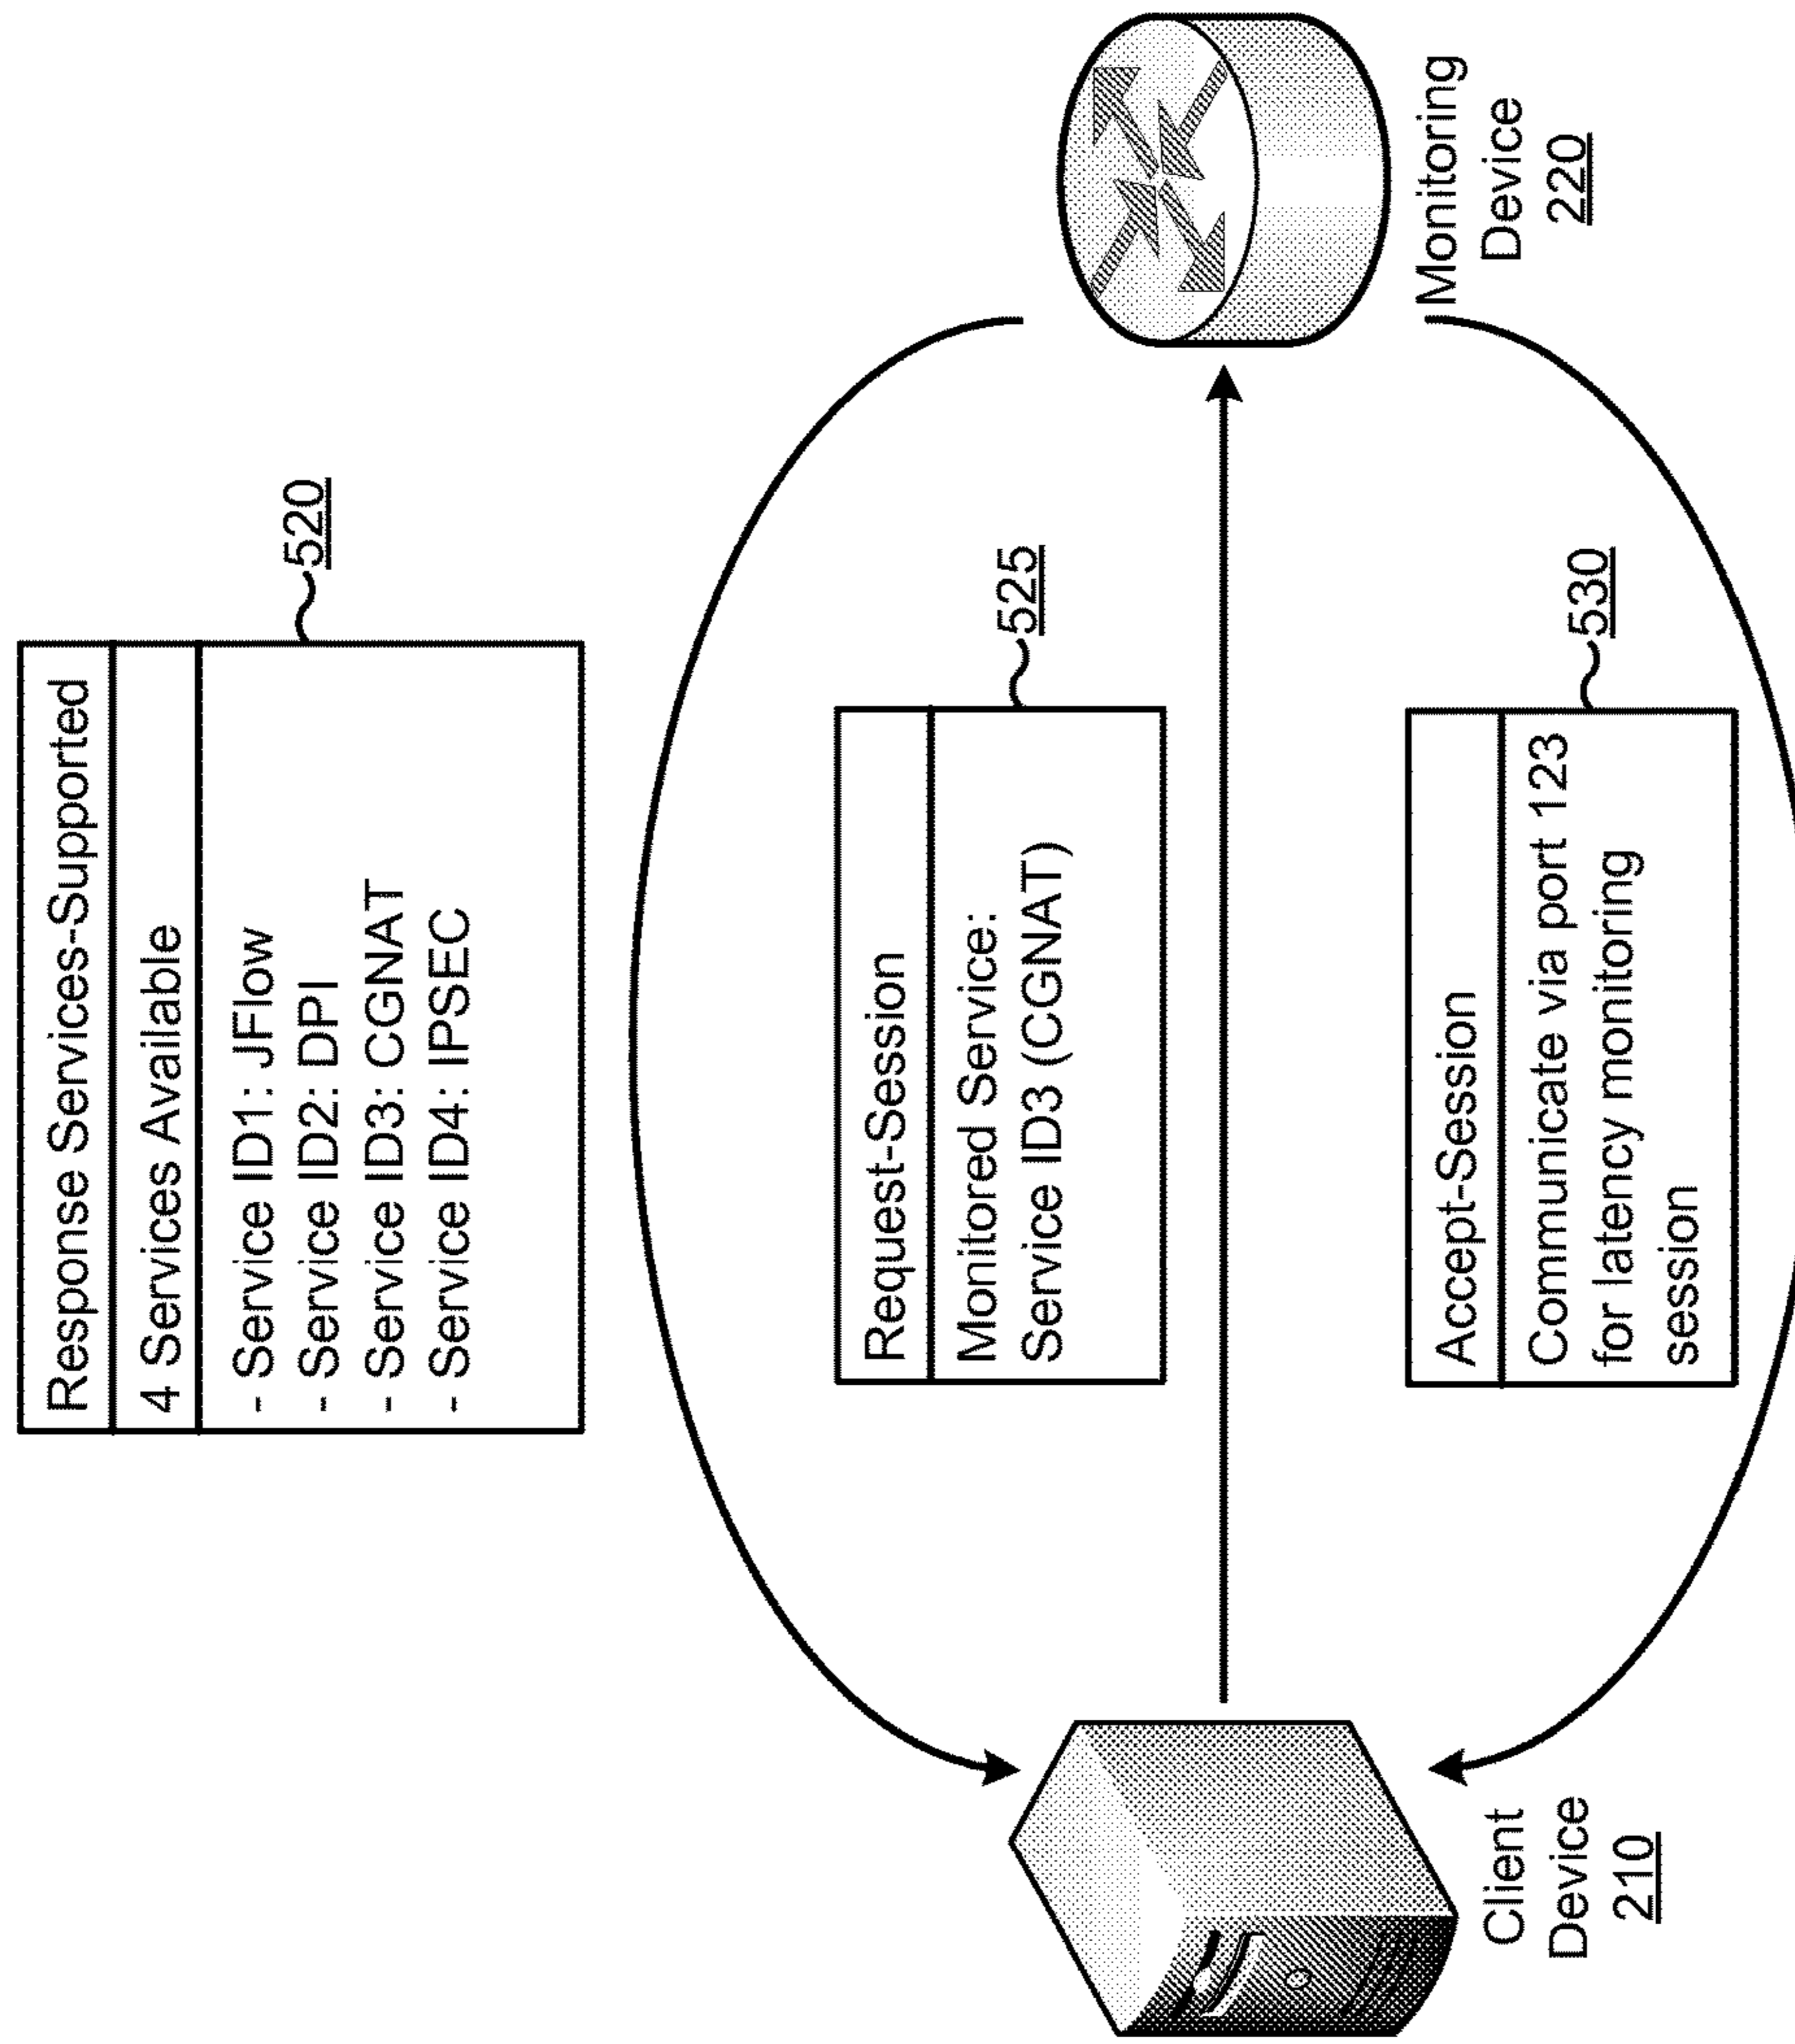 Response Services-Supported
4 Services Available
- Service ID1: JFlow
- Service ID2: DPI
- Service ID3: CGNAT
- Service ID4: IPSEC
520
Request-Session
Monitored Service:
Service ID3 (CGNAT)
525
Accept-Session
Communicate via port 123
for latency monitoring
session
530
Client
Device
210
Monitoring
Device
220